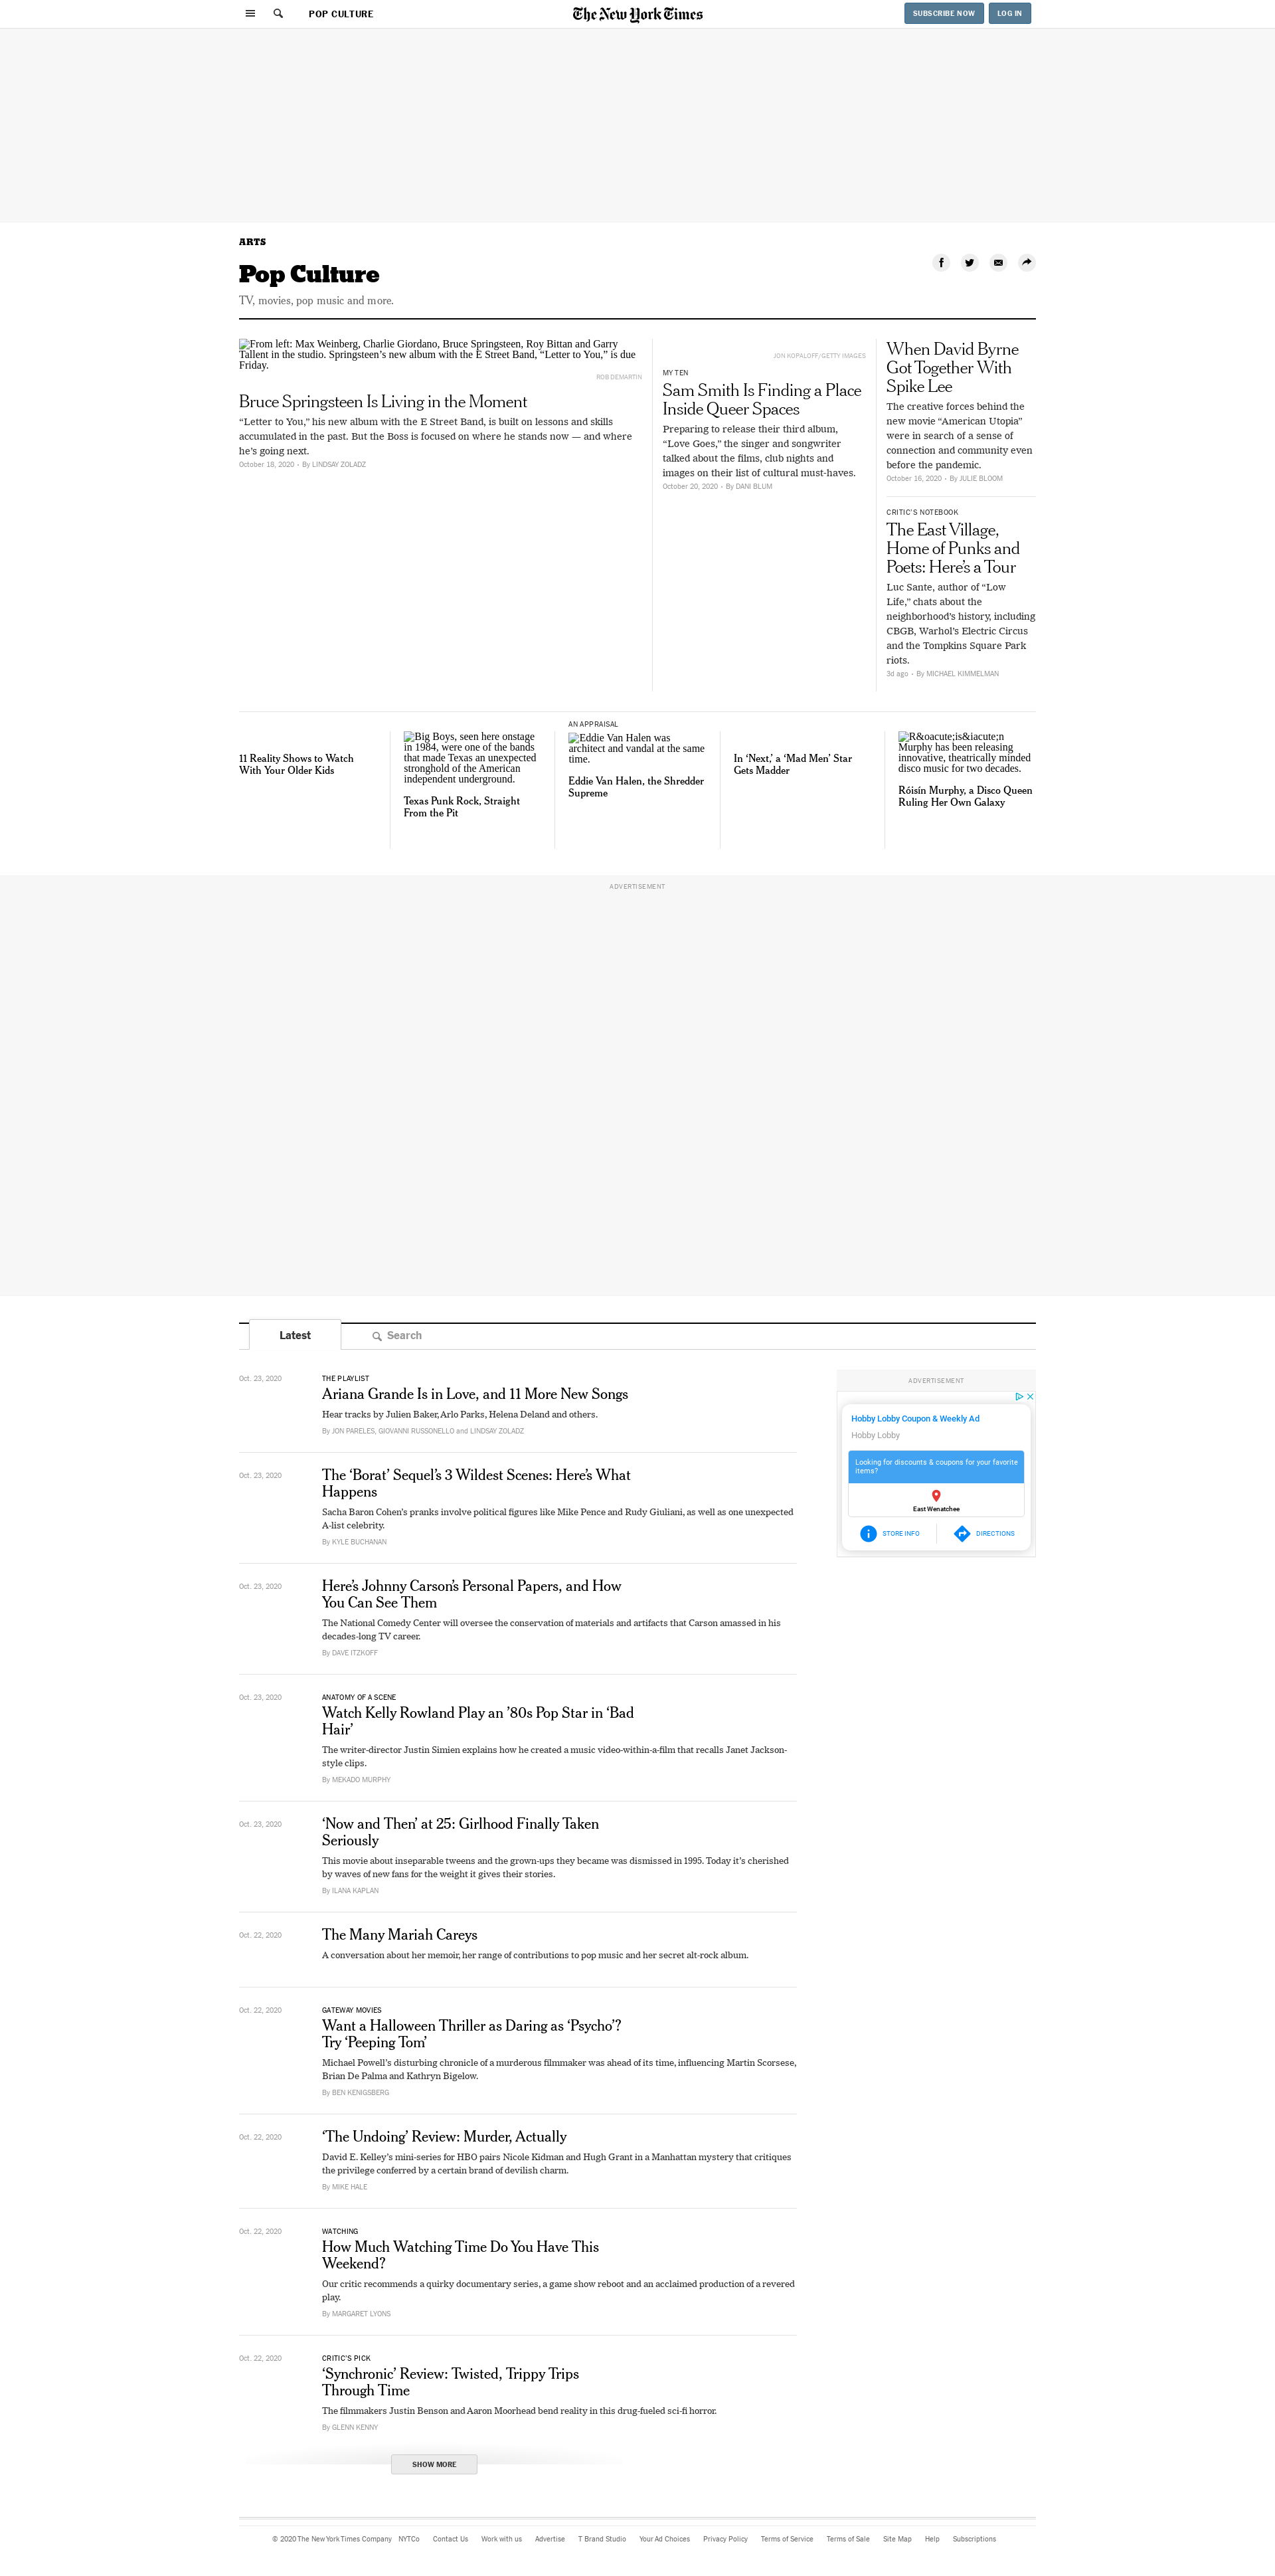 POP CULTURE
The New York Times
SUBSCRIBE NOW
LOG IN
ARTS
Pop Culture
TV, movies, pop music and more.
From left: Max Weinberg, Charlie Giordano, Bruce Springsteen, Roy Bittan and Garry
Tallent in the studio. Springsteen’s new album with the E Street Band, “Letter to You,” is due
Friday.
ROB DEMARTIN
Bruce Springsteen Is Living in the Moment
“Letter to You,” his new album with the E Street Band, is built on lessons and skills
accumulated in the past. But the Boss is focused on where he stands now — and where
he’s going next.
October 18, 2020 • By LINDSAY ZOLADZ
JON KOPALOFF/GETTY IMAGES
MY TEN
Sam Smith Is Finding a Place
Inside Queer Spaces
Preparing to release their third album,
“Love Goes,” the singer and songwriter
talked about the films, club nights and
images on their list of cultural must-haves.
October 20, 2020 • By DANI BLUM
When David Byrne
Got Together With
Spike Lee
The creative forces behind the
new movie “American Utopia”
were in search of a sense of
connection and community even
before the pandemic.
October 16, 2020 • By JULIE BLOOM
CRITIC’S NOTEBOOK
The East Village,
Home of Punks and
Poets: Here’s a Tour
Luc Sante, author of “Low
Life,” chats about the
neighborhood’s history, including
CBGB, Warhol’s Electric Circus
and the Tompkins Square Park
riots.
3d ago • By MICHAEL KIMMELMAN
11 Reality Shows to Watch
With Your Older Kids
Big Boys, seen here onstage
in 1984, were one of the bands
that made Texas an unexpected
stronghold of the American
independent underground.
Texas Punk Rock, Straight
From the Pit
AN APPRAISAL
Eddie Van Halen was
architect and vandal at the same
time.
Eddie Van Halen, the Shredder
Supreme
In ‘Next,’ a ‘Mad Men’ Star
Gets Madder
R&oacute;is&iacute;n
Murphy has been releasing
innovative, theatrically minded
disco music for two decades.
Róisín Murphy, a Disco Queen
Ruling Her Own Galaxy
ADVERTISEMENT
Latest
Search
Oct. 23, 2020
THE PLAYLIST
Ariana Grande Is in Love, and 11 More New Songs
Hear tracks by Julien Baker, Arlo Parks, Helena Deland and others.
By JON PARELES, GIOVANNI RUSSONELLO and LINDSAY ZOLADZ
Oct. 23, 2020
The ‘Borat’ Sequel’s 3 Wildest Scenes: Here’s What
Happens
Sacha Baron Cohen’s pranks involve political figures like Mike Pence and Rudy Giuliani, as well as one unexpected
A-list celebrity.
By KYLE BUCHANAN
Oct. 23, 2020
Here’s Johnny Carson’s Personal Papers, and How
You Can See Them
The National Comedy Center will oversee the conservation of materials and artifacts that Carson amassed in his
decades-long TV career.
By DAVE ITZKOFF
Oct. 23, 2020
ANATOMY OF A SCENE
Watch Kelly Rowland Play an ’80s Pop Star in ‘Bad
Hair’
The writer-director Justin Simien explains how he created a music video-within-a-film that recalls Janet Jackson-
style clips.
By MEKADO MURPHY
Oct. 23, 2020
‘Now and Then’ at 25: Girlhood Finally Taken
Seriously
This movie about inseparable tweens and the grown-ups they became was dismissed in 1995. Today it’s cherished
by waves of new fans for the weight it gives their stories.
By ILANA KAPLAN
Oct. 22, 2020
The Many Mariah Careys
A conversation about her memoir, her range of contributions to pop music and her secret alt-rock album.
Oct. 22, 2020
GATEWAY MOVIES
Want a Halloween Thriller as Daring as ‘Psycho’?
Try ‘Peeping Tom’
Michael Powell’s disturbing chronicle of a murderous filmmaker was ahead of its time, influencing Martin Scorsese,
Brian De Palma and Kathryn Bigelow.
By BEN KENIGSBERG
Oct. 22, 2020
‘The Undoing’ Review: Murder, Actually
David E. Kelley’s mini-series for HBO pairs Nicole Kidman and Hugh Grant in a Manhattan mystery that critiques
the privilege conferred by a certain brand of devilish charm.
By MIKE HALE
Oct. 22, 2020
WATCHING
How Much Watching Time Do You Have This
Weekend?
Our critic recommends a quirky documentary series, a game show reboot and an acclaimed production of a revered
play.
By MARGARET LYONS
Oct. 22, 2020
CRITIC’S PICK
‘Synchronic’ Review: Twisted, Trippy Trips
Through Time
The filmmakers Justin Benson and Aaron Moorhead bend reality in this drug-fueled sci-fi horror.
By GLENN KENNY
SHOW MORE
ADVERTISEMENT
Hobby Lobby Coupon & Weekly Ad
Hobby Lobby
Looking for discounts & coupons for your favorite
items?
East Wenatchee
STORE INFO
DIRECTIONS
© 2020 The New York Times Company NYTCo Contact Us Work with us Advertise T Brand Studio Your Ad Choices Privacy Policy Terms of Service Terms of Sale Site Map Help Subscriptions